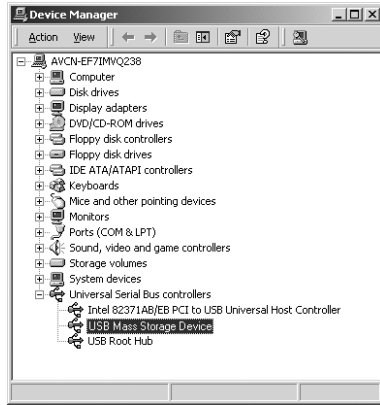 Device Manager
Action View
AVCN-EF7IMVQ238
Computer
Disk drives
Display adapters
DVD/CD-ROM drives
Floppy disk controllers
Floppy disk drives
IDE ATA/ATAPI controllers
Keyboards
Mice and other pointing devices
Monitors
Ports (COM & LPT)
Sound, video and game controllers
Storage volumes
System devices
Universal Serial Bus controllers
Intel 82371AB/EB PCI to USB Universal Host Controller
USB Mass Storage Device
USB Root Hub